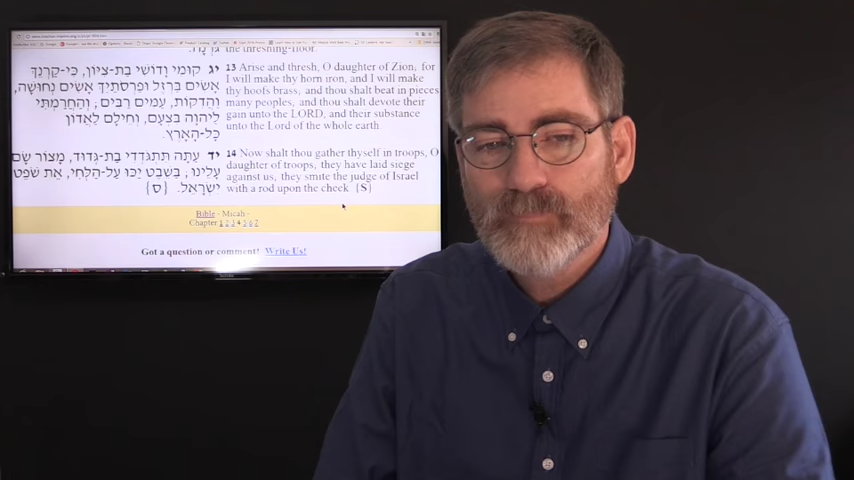 גֹּרֶן.
the threshing-floor.
יג קוּמִי וָדוֹשִׁי בַת-צִיּוֹן, כִּי-קַרְנֵךְ
אָשִׂים בַּרְזֶל וּפַרְסֹתַיִךְ אָשִׂים נְחוּשָׁה,
וַהֲדִקּוֹת, עַמִּים רַבִּים; וְהַחֲרַמְתִּי
לַיהוָה בִּצְעָם, וְחֵילָם לַאֲדוֹן
כָּל-הָאָרֶץ.
13 Arise and thresh, O daughter of Zion; for
I will make thy horn iron, and I will make
thy hoofs brass; and thou shalt beat in pieces
many peoples; and thou shalt devote their
gain unto the LORD, and their substance
unto the Lord of the whole earth
יד עַתָּה תִּתְגֹּדְדִי בַת-גְּדוּד, מָצוֹר שָׂם
עָלֵינוּ; בַּשֵּׁבֶט יַכּוּ עַל-הַלְּחִי, אֵת שֹׁפֵט
יִשְׂרָאֵל. {ס}
14 Now shalt thou gather thyself in troops, O
daughter of troops; they have laid siege
against us; they smite the judge of Israel
with a rod upon the cheek {S}
Bible - Micah -
Chapter 1 2 3 4 5 6 7
Got a question or comment? Write Us!